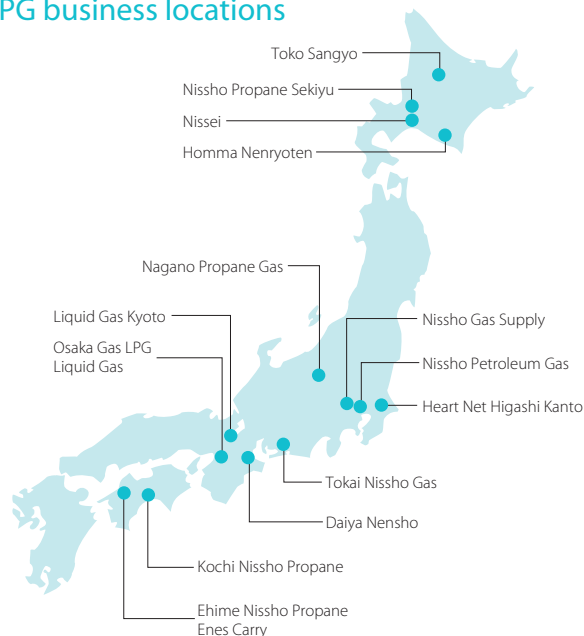 PG business locations
Toko Sangyo
Nissho Propane Sekiyu
Nissei
Homma Nenryoten
Nagano Propane Gas
Liquid Gas Kyoto
Osaka Gas LPG
Liquid Gas
Nissho Gas Supply
Nissho Petroleum Gas
Heart Net Higashi Kanto
Tokai Nissho Gas
Daiya Nensho
Kochi Nissho Propane
Ehime Nissho Propane
Enes Carry